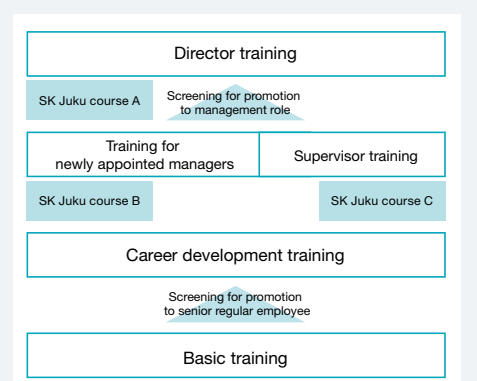 Director training
SK Juku course A
Screening for promotion
to management role
Training for
newly appointed managers
Supervisor training
SK Juku course B
SK Juku course C
Career development training
Screening for promotion
to senior regular employee
Basic training